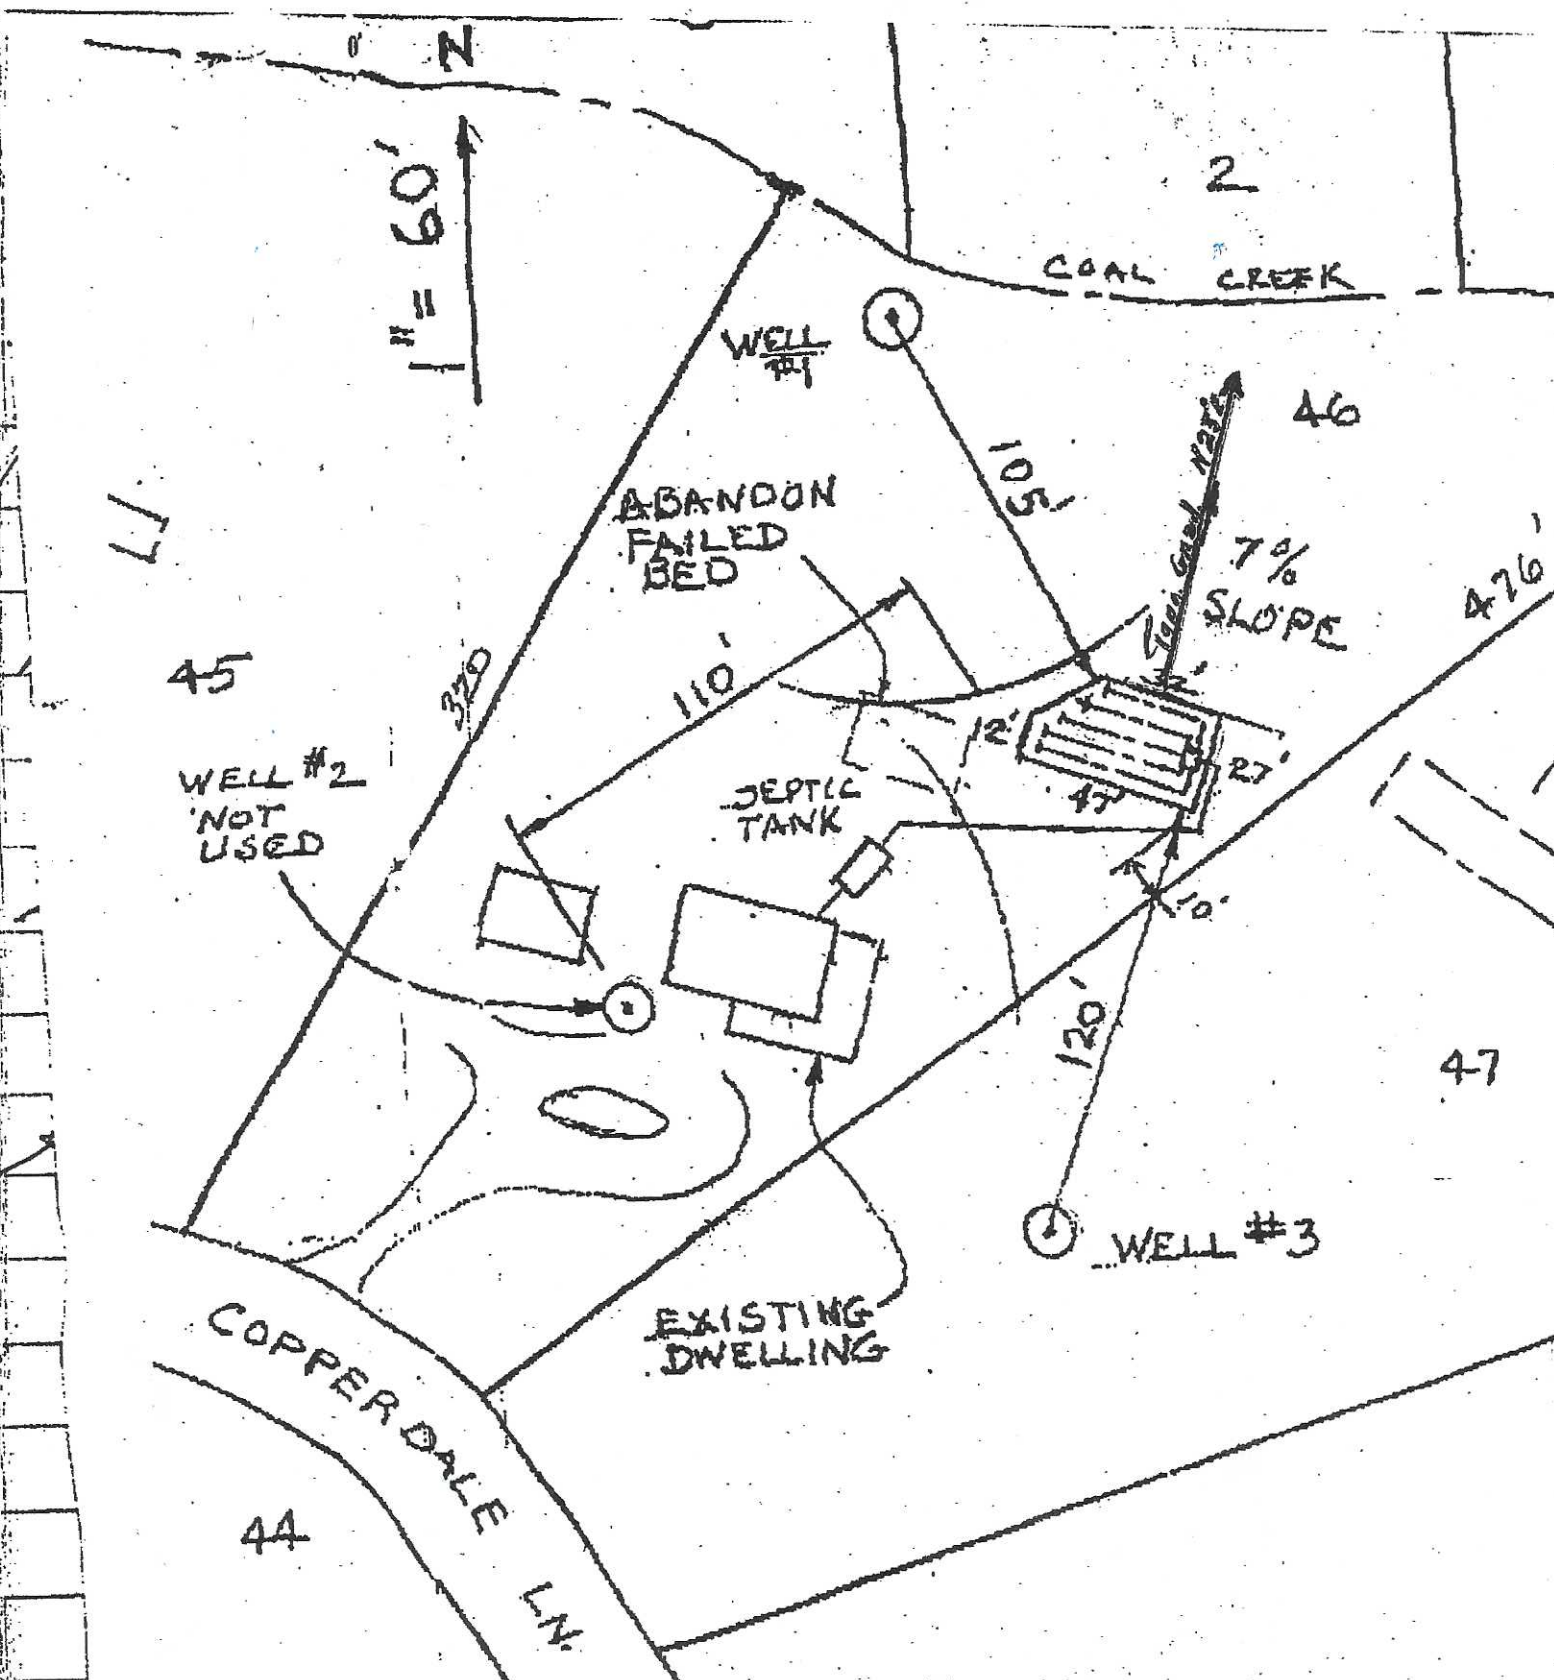 N
1" = 60'
2
COAL CREEK
WELL
#1
46
105'
ABANDON
FAILED
BED
7%
SLOPE
476'
45
370
110'
12'
27'
47'
WELL #2
NOT
USED
SEPTIC
TANK
10'
120'
47
WELL #3
EXISTING
DWELLING
COPPERDALE LN.
44